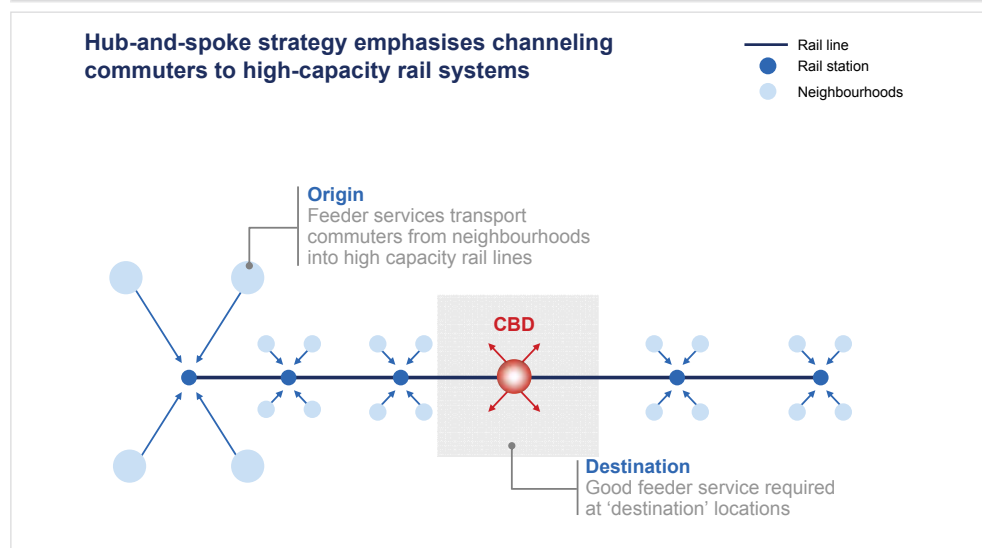 Hub-and-spoke strategy emphasises channeling
commuters to high-capacity rail systems
Rail line
Rail station
Neighbourhoods
Origin
Feeder services transport
commuters from neighbourhoods
into high capacity rail lines
CBD
Destination
Good feeder service required
at ‘destination’ locations